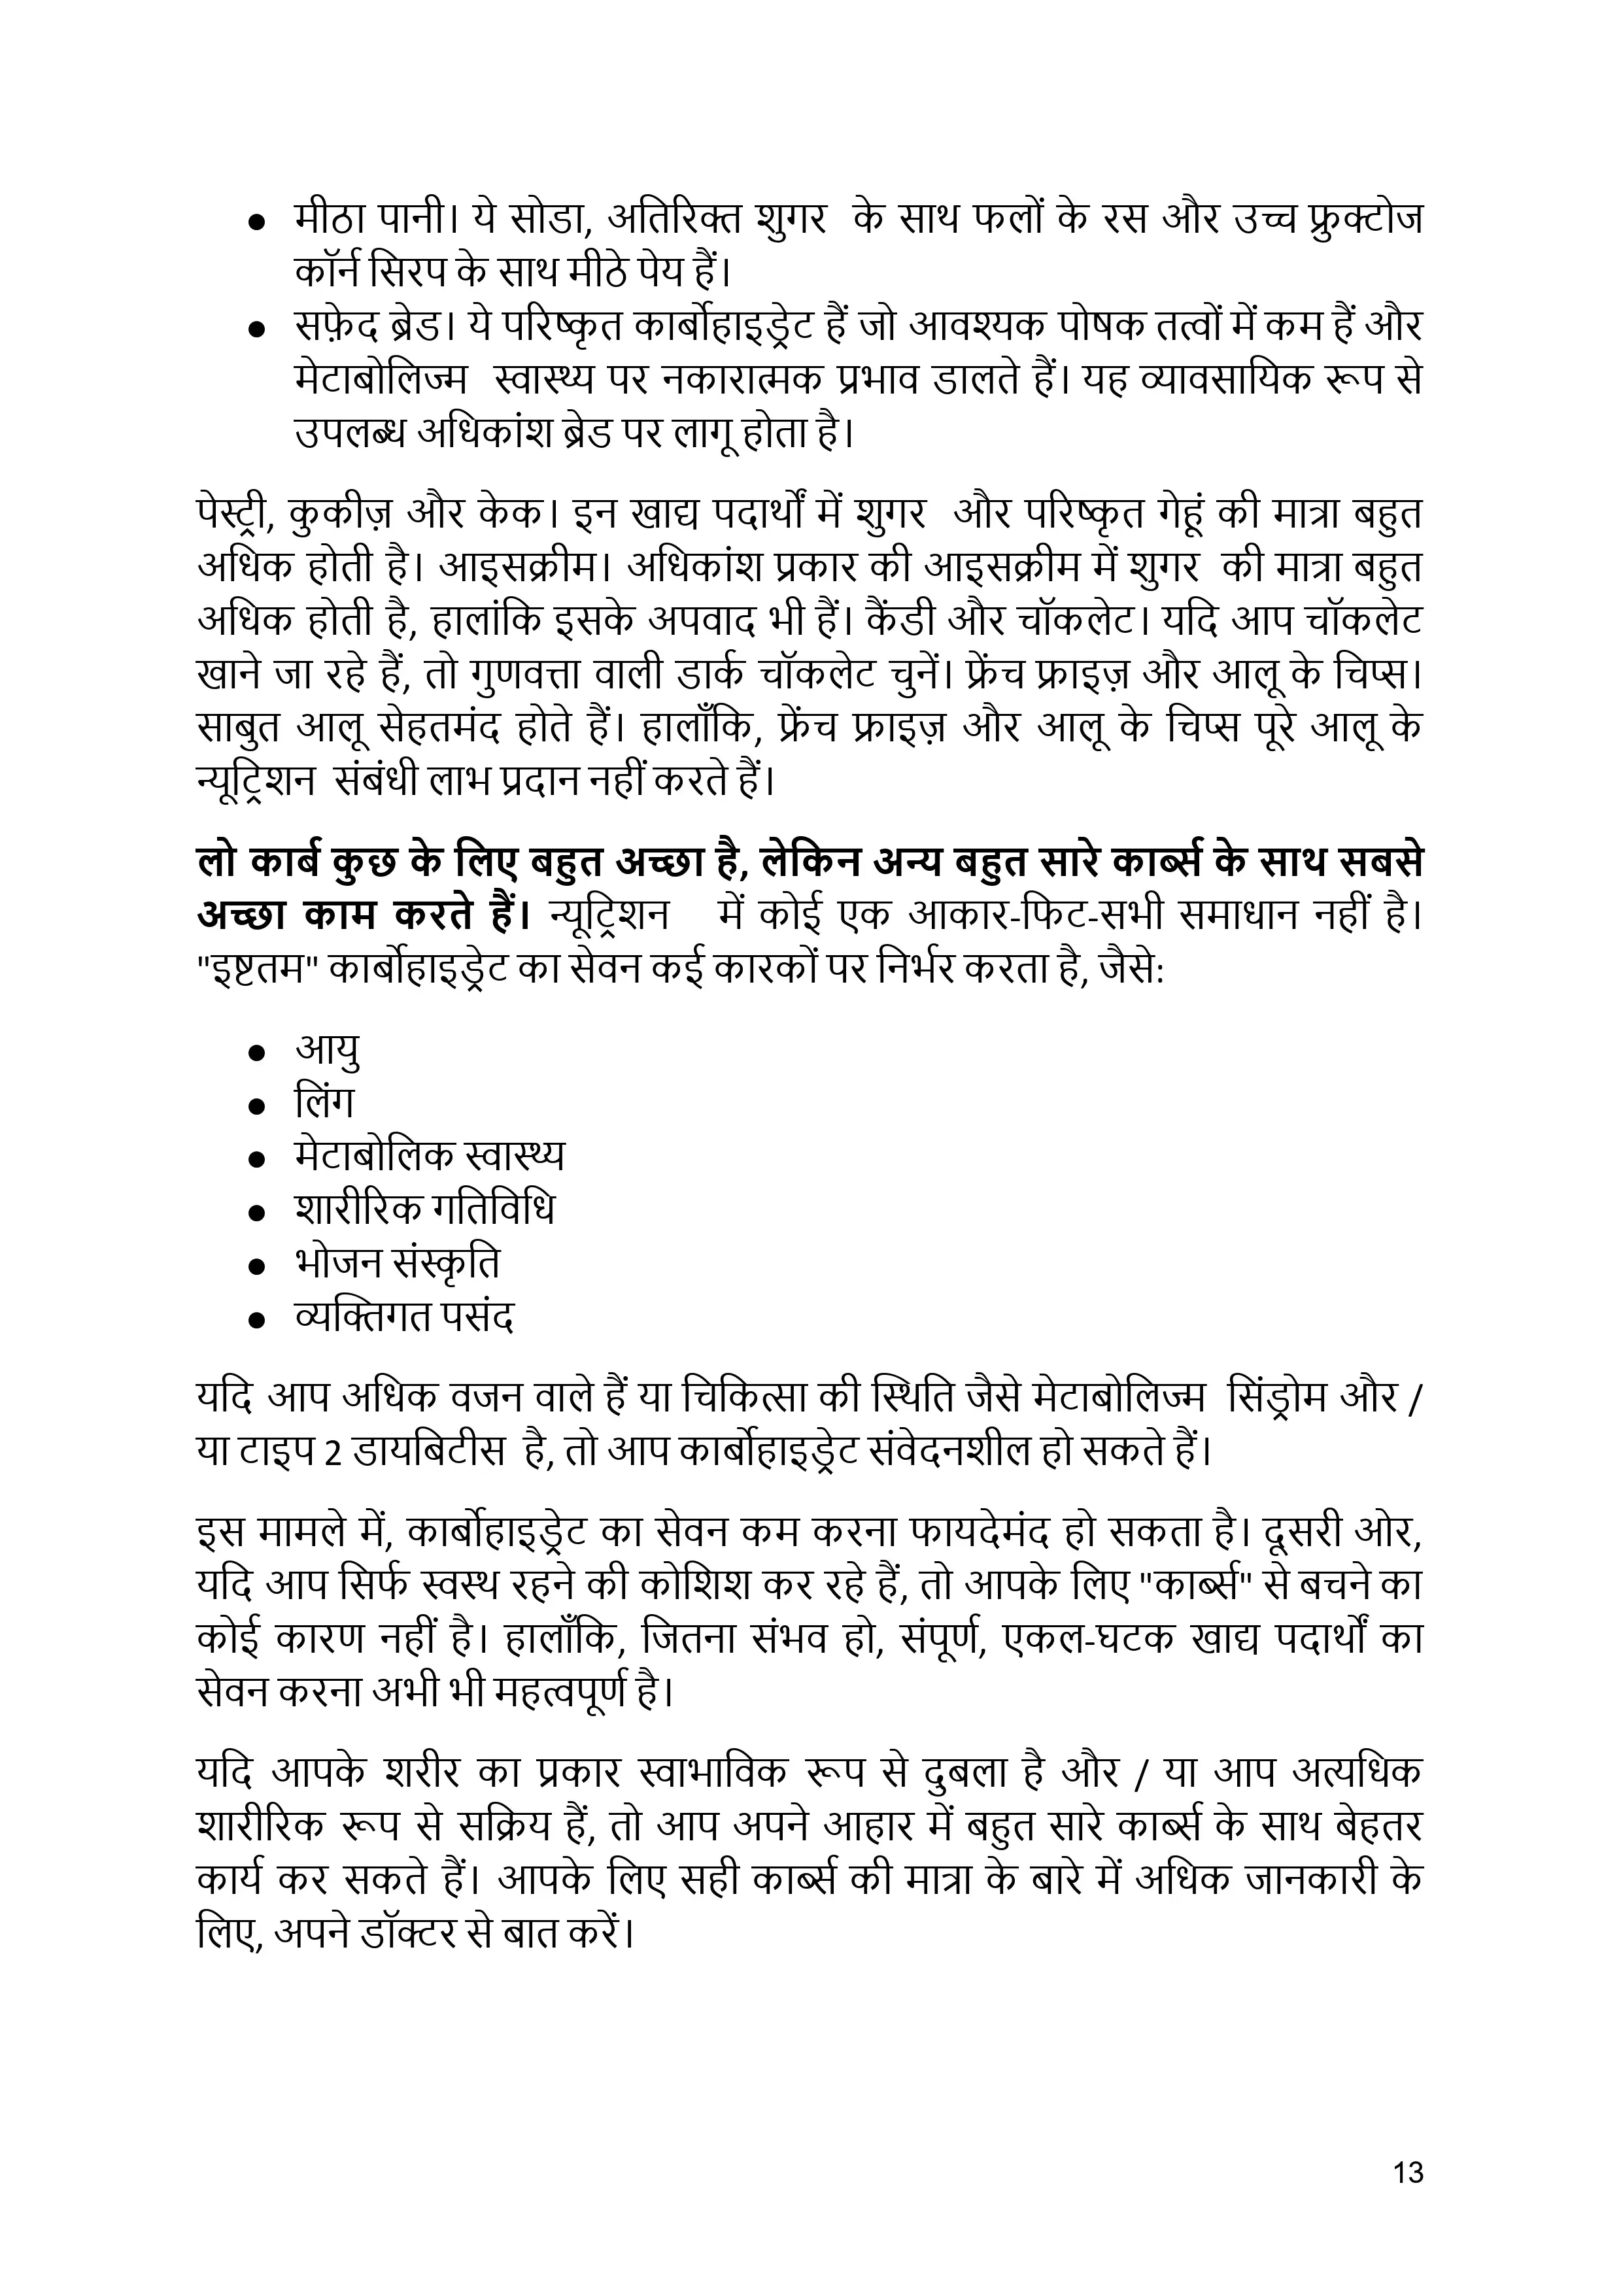 ● मीठा पानी। ये सोडा, अतिरिक्त शुगर  के साथ फलों के रस और उच्च फ्रुक्टोज
कॉर्न सिरप के साथ मीठे पेय हैं।
● सफ़ेद ब्रेड। ये परिष्कृत कार्बोहाइड्रेट हैं जो आवश्यक पोषक तत्वों में कम हैं और
मेटाबोलिज्म  स्वास्थ्य पर नकारात्मक प्रभाव डालते हैं। यह व्यावसायिक रूप से
उपलब्ध अधिकांश ब्रेड पर लागू होता है।
पेस्ट्री, कुकीज़ और केक। इन खाद्य पदार्थों में शुगर  और परिष्कृत गेहूं की मात्रा बहुत
अधिक होती है। आइसक्रीम। अधिकांश प्रकार की आइसक्रीम में शुगर  की मात्रा बहुत
अधिक होती है, हालांकि इसके अपवाद भी हैं। कैंडी और चॉकलेट। यदि आप चॉकलेट
खाने जा रहे हैं, तो गुणवत्ता वाली डार्क चॉकलेट चुनें। फ्रेंच फ्राइज़ और आलू के चिप्स।
साबुत आलू सेहतमंद होते हैं। हालाँकि, फ्रेंच फ्राइज़ और आलू के चिप्स पूरे आलू के
न्यूट्रिशन  संबंधी लाभ प्रदान नहीं करते हैं।
लो कार्ब कुछ के लिए बहुत अच्छा है, लेकिन अन्य बहुत सारे कार्ब्स के साथ सबसे
अच्छा काम करते हैं। न्यूट्रिशन  में कोई एक आकार-फिट-सभी समाधान नहीं है।
"इष्टतम" कार्बोहाइड्रेट का सेवन कई कारकों पर निर्भर करता है, जैसे:
● आयु
● लिंग
● मेटाबोलिक स्वास्थ्य
● शारीरिक गतिविधि
● भोजन संस्कृति
● व्यक्तिगत पसंद
यदि आप अधिक वजन वाले हैं या चिकित्सा की स्थिति जैसे मेटाबोलिज्म  सिंड्रोम और /
या टाइप 2 डायबिटीस  है, तो आप कार्बोहाइड्रेट संवेदनशील हो सकते हैं।
इस मामले में, कार्बोहाइड्रेट का सेवन कम करना फायदेमंद हो सकता है। दूसरी ओर,
यदि आप सिर्फ स्वस्थ रहने की कोशिश कर रहे हैं, तो आपके लिए "कार्ब्स" से बचने का
कोई कारण नहीं है। हालाँकि, जितना संभव हो, संपूर्ण, एकल-घटक खाद्य पदार्थों का
सेवन करना अभी भी महत्वपूर्ण है।
यदि आपके शरीर का प्रकार स्वाभाविक रूप से दुबला है और / या आप अत्यधिक
शारीरिक रूप से सक्रिय हैं, तो आप अपने आहार में बहुत सारे कार्ब्स के साथ बेहतर
कार्य कर सकते हैं। आपके लिए सही कार्ब्स की मात्रा के बारे में अधिक जानकारी के
लिए, अपने डॉक्टर से बात करें।
13